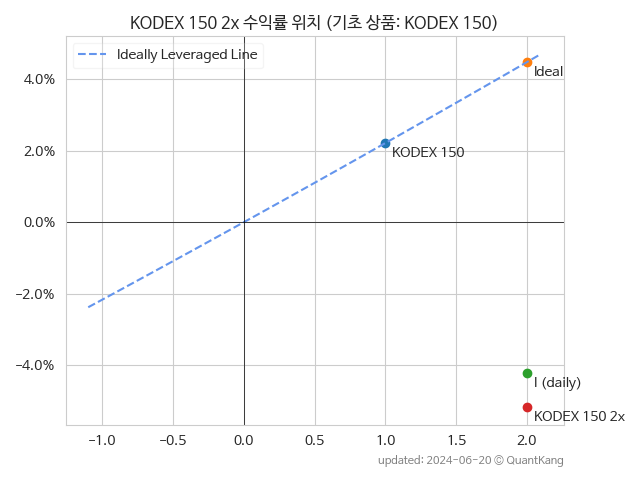 KODEX 150 2x 수익률 위치 (기초 상품: KODEX 150)
Ideally Leveraged Line
4.0%
2.0%
0.0%
−2.0%
−4.0%
Ideal
KODEX 150
I (daily)
KODEX 150 2x
−1.0 −0.5 0.0 0.5 1.0 1.5 2.0
updated: 2024-06-20 © QuantKang